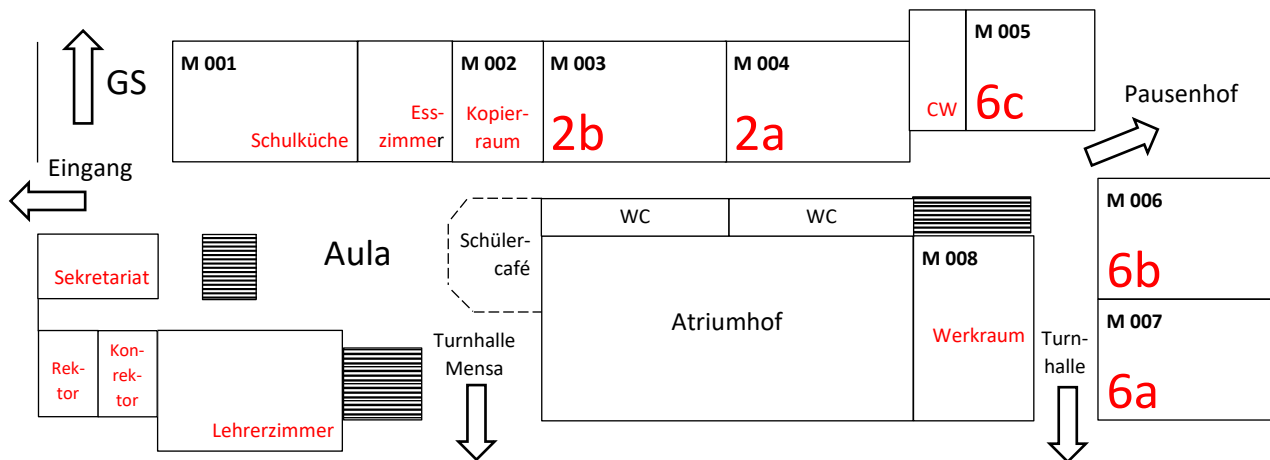 GS
Eingang
M 001
Schulküche
Ess-
zimmer
M 002
Kopier-
raum
M 003
2b
M 004
2a
CW
M 005
6c
Pausenhof
M 006
6b
M 007
6a
Sekretariat
Aula
Schüler-
café
WC
WC
Atriumhof
M 008
Werkraum
Turn-
halle
Turnhalle
Mensa
Rek-
tor
Kon-
rek-
tor
Lehrerzimmer